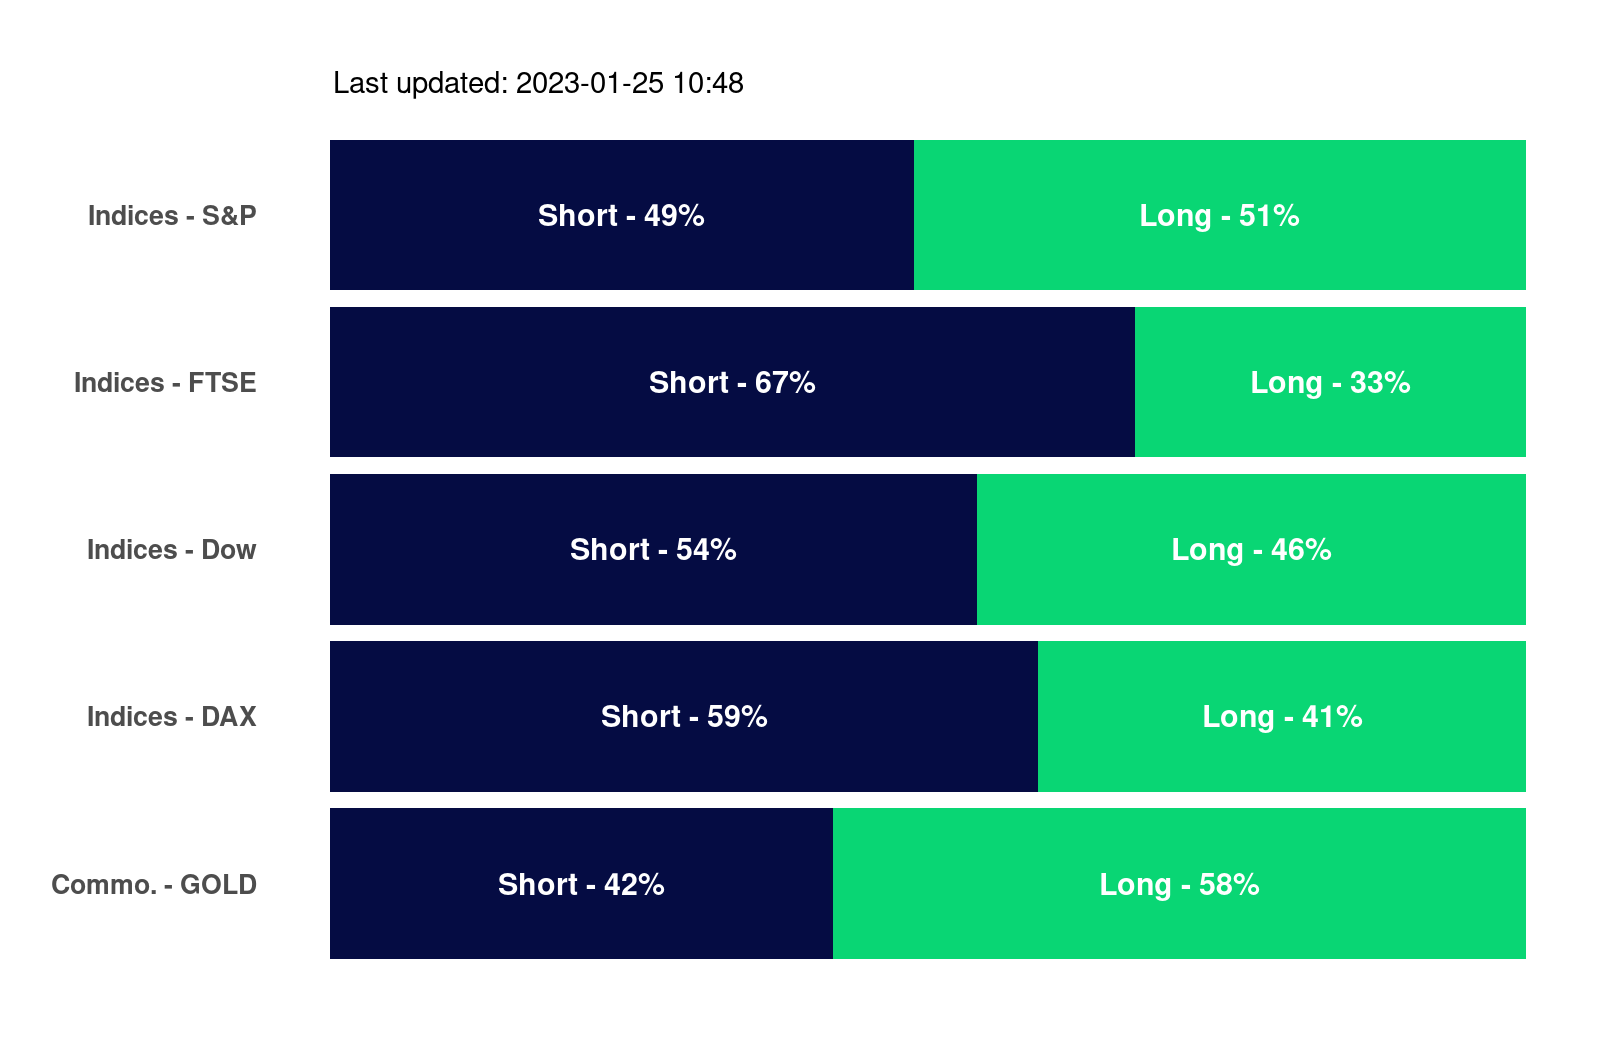 Last updated: 2023-01-25 10:48
Indices - S&P Short - 49% Long - 51%
Indices - FTSE Short - 67% Long - 33%
Indices - Dow Short - 54% Long - 46%
Indices - DAX Short - 59% Long - 41%
Commo. - GOLD Short - 42% Long - 58%